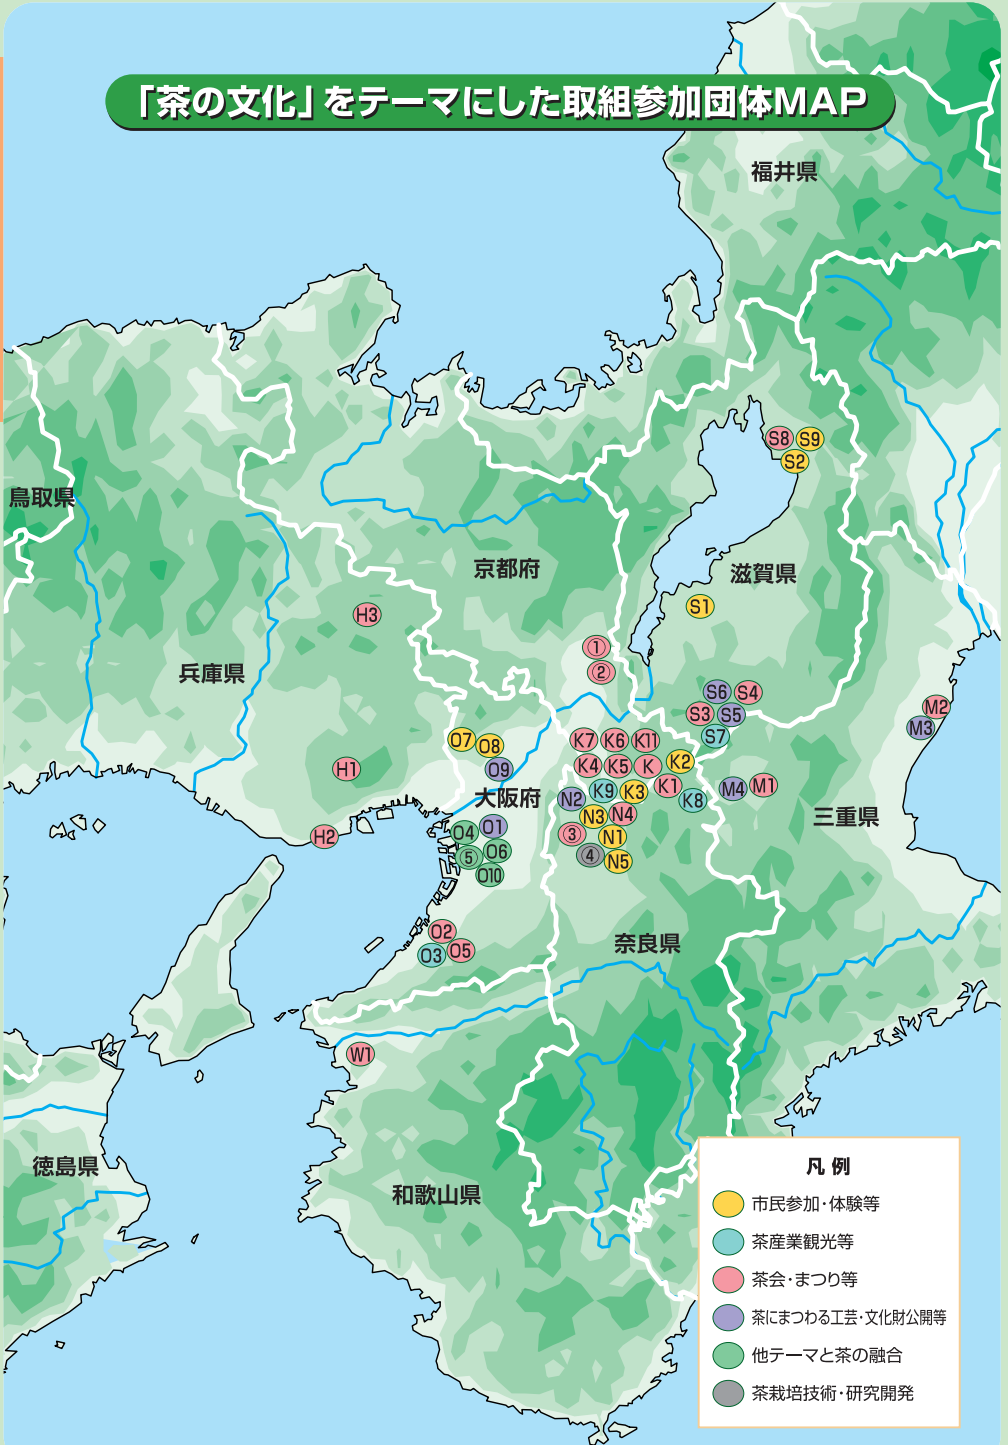 「茶の文化」をテーマにした取組参加団体MAP
福井県
S8 S9
S2
鳥取県
京都府
滋賀県
S1
H3
①
②
兵庫県
S6 S4
S3 S5
S7
M2
M3
O7 O8
O9
K7 K6 K11
K4 K5 K K2
K1
H1
大阪府
N2 K9 K3 K8
M4 M1
N3 N4
三重県
O4 O1
H2
③ N1
⑤ O6
④ N5
O10
O2
O3 O5
奈良県
W1
徳島県
和歌山県
凡例
市民参加・体験等
茶産業観光等
茶会・まつり等
茶にまつわる工芸・文化財公開等
他テーマと茶の融合
茶栽培技術・研究開発